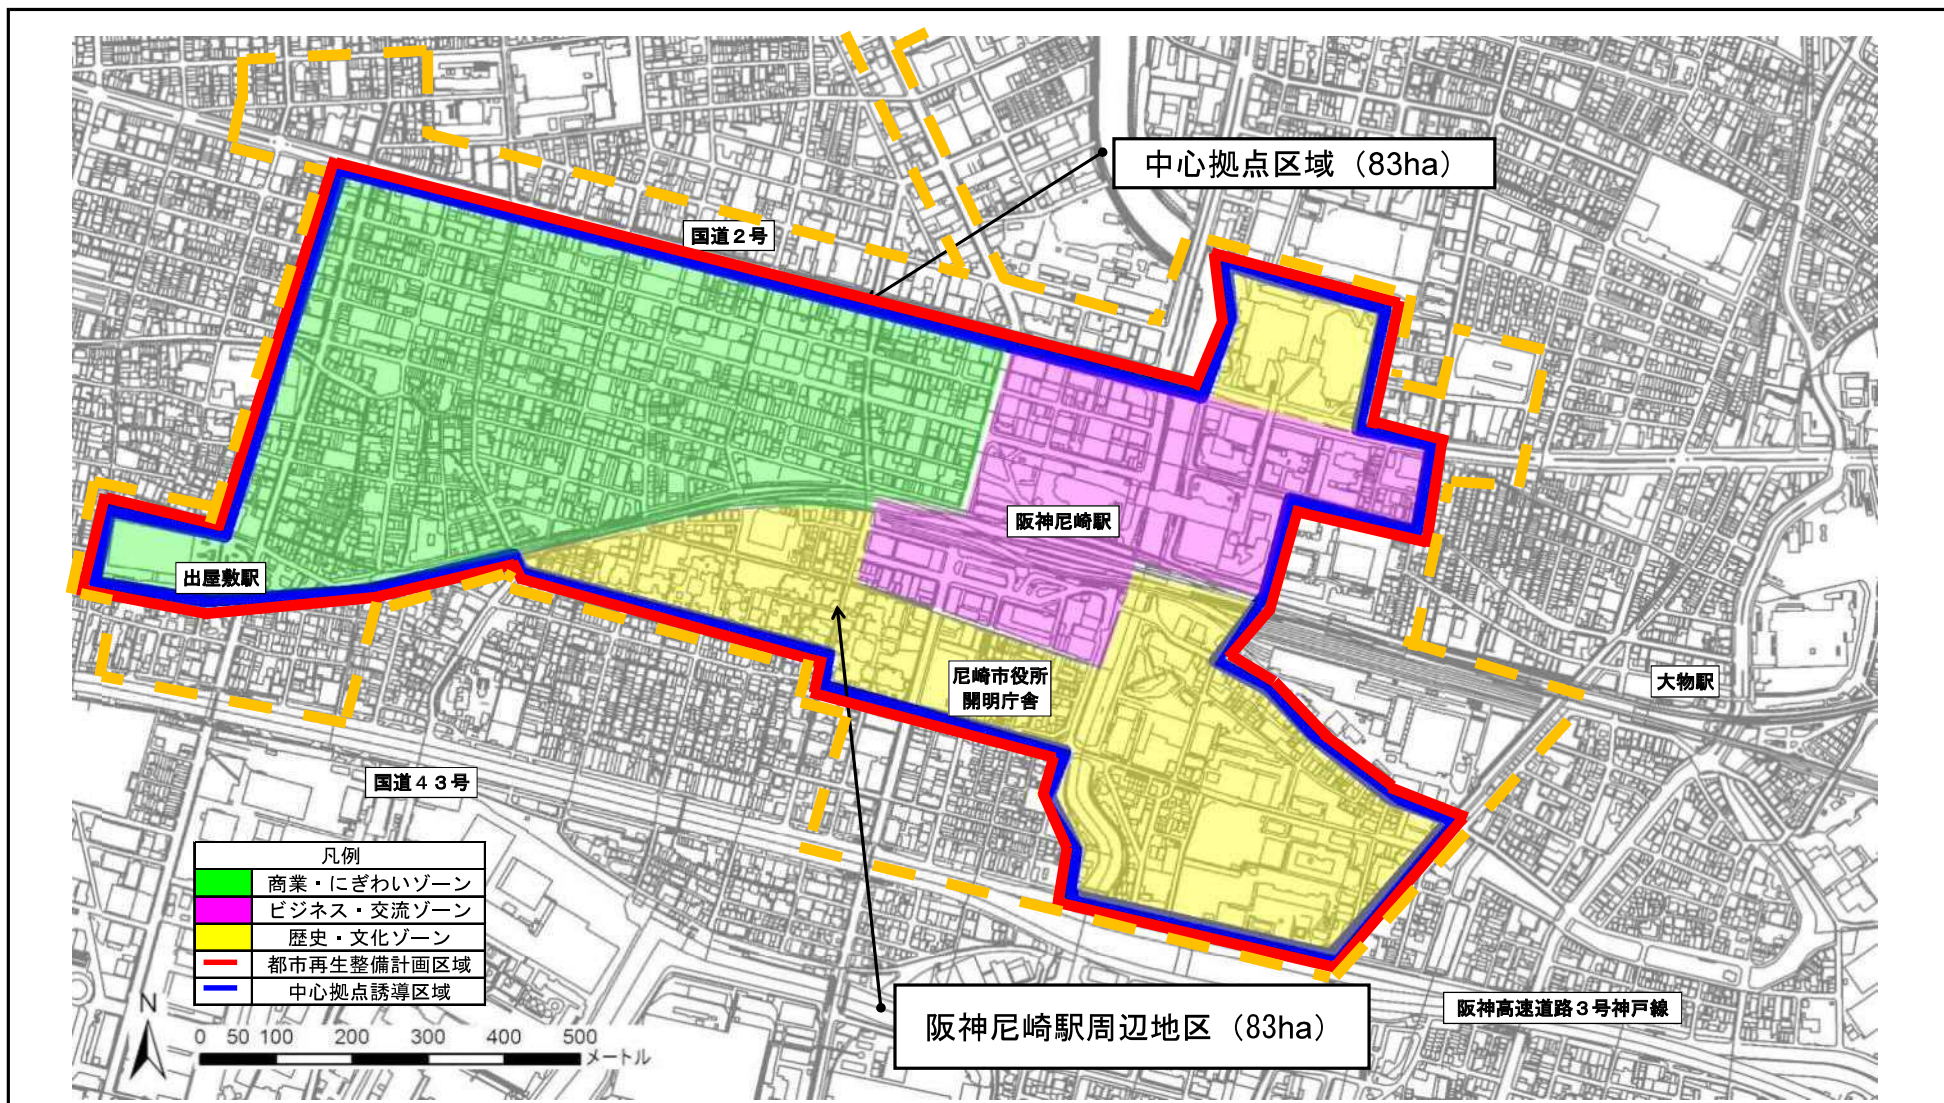 中心拠点区域（83ha）
国道２号
阪神尼崎駅
出屋敷駅
尼崎市役所
開明庁舎
大物駅
国道４３号
凡例
商業・にぎわいゾーン
ビジネス・交流ゾーン
歴史・文化ゾーン
都市再生整備計画区域
中心拠点誘導区域
阪神高速道路３号神戸線
阪神尼崎駅周辺地区（83ha）
N
0 50 100 200 300 400 500
メートル